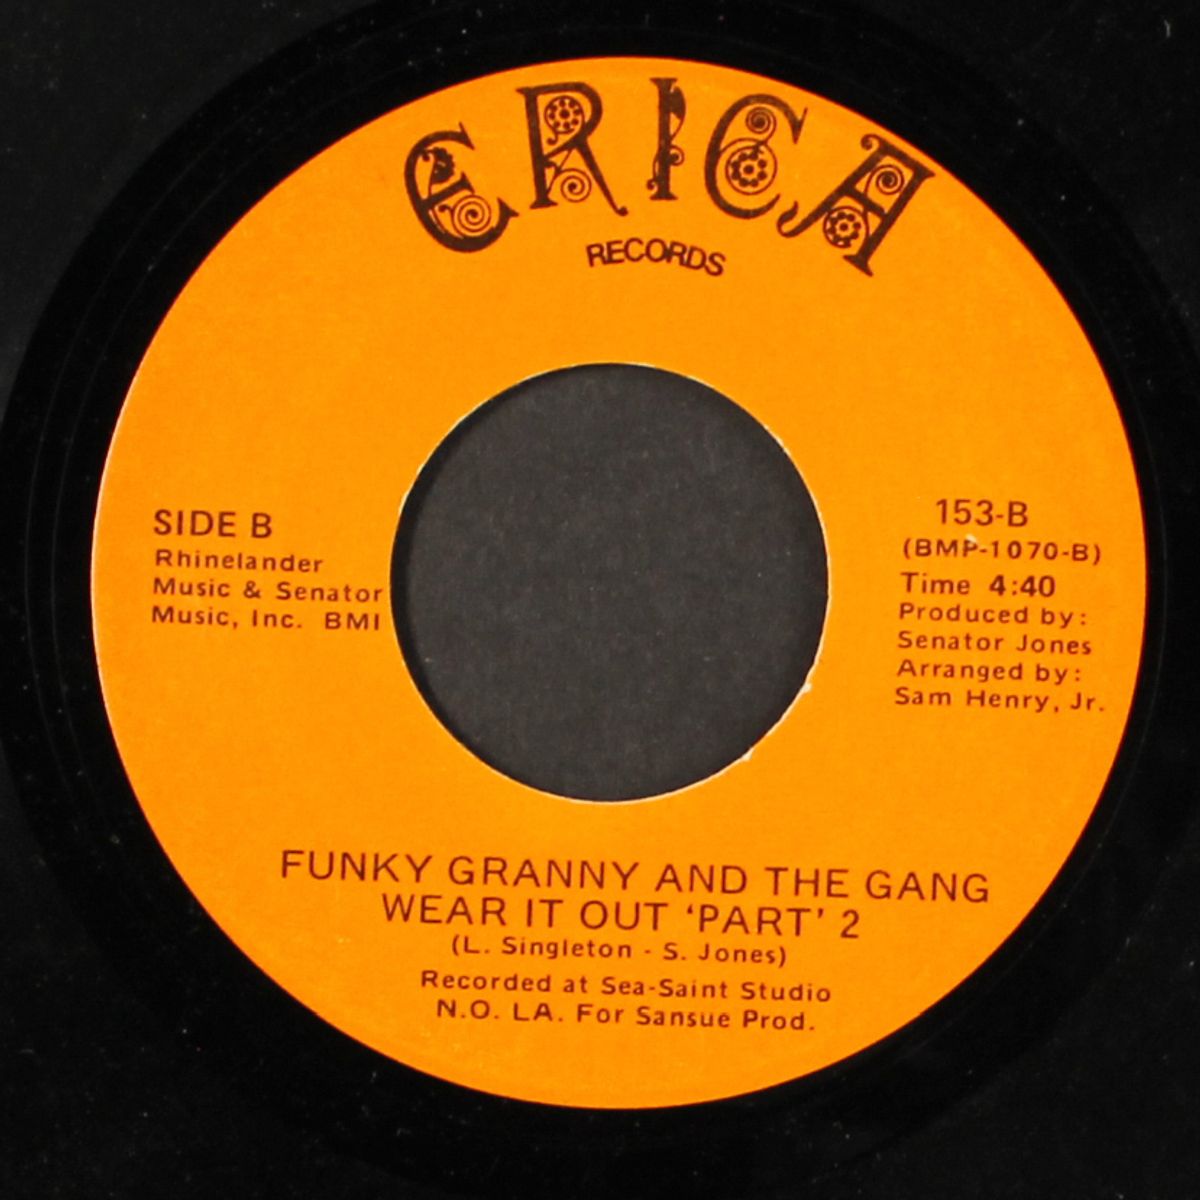 ERICA
RECORDS
SIDE B
Rhinelander
Music & Senator
Music, Inc. BMI
153-B
(BMP-1070-B)
Time 4:40
Produced by:
Senator Jones
Arranged by:
Sam Henry, Jr.
FUNKY GRANNY AND THE GANG
WEAR IT OUT ‘PART’ 2
(L. Singleton - S. Jones)
Recorded at Sea-Saint Studio
N.O. LA. For Sansue Prod.